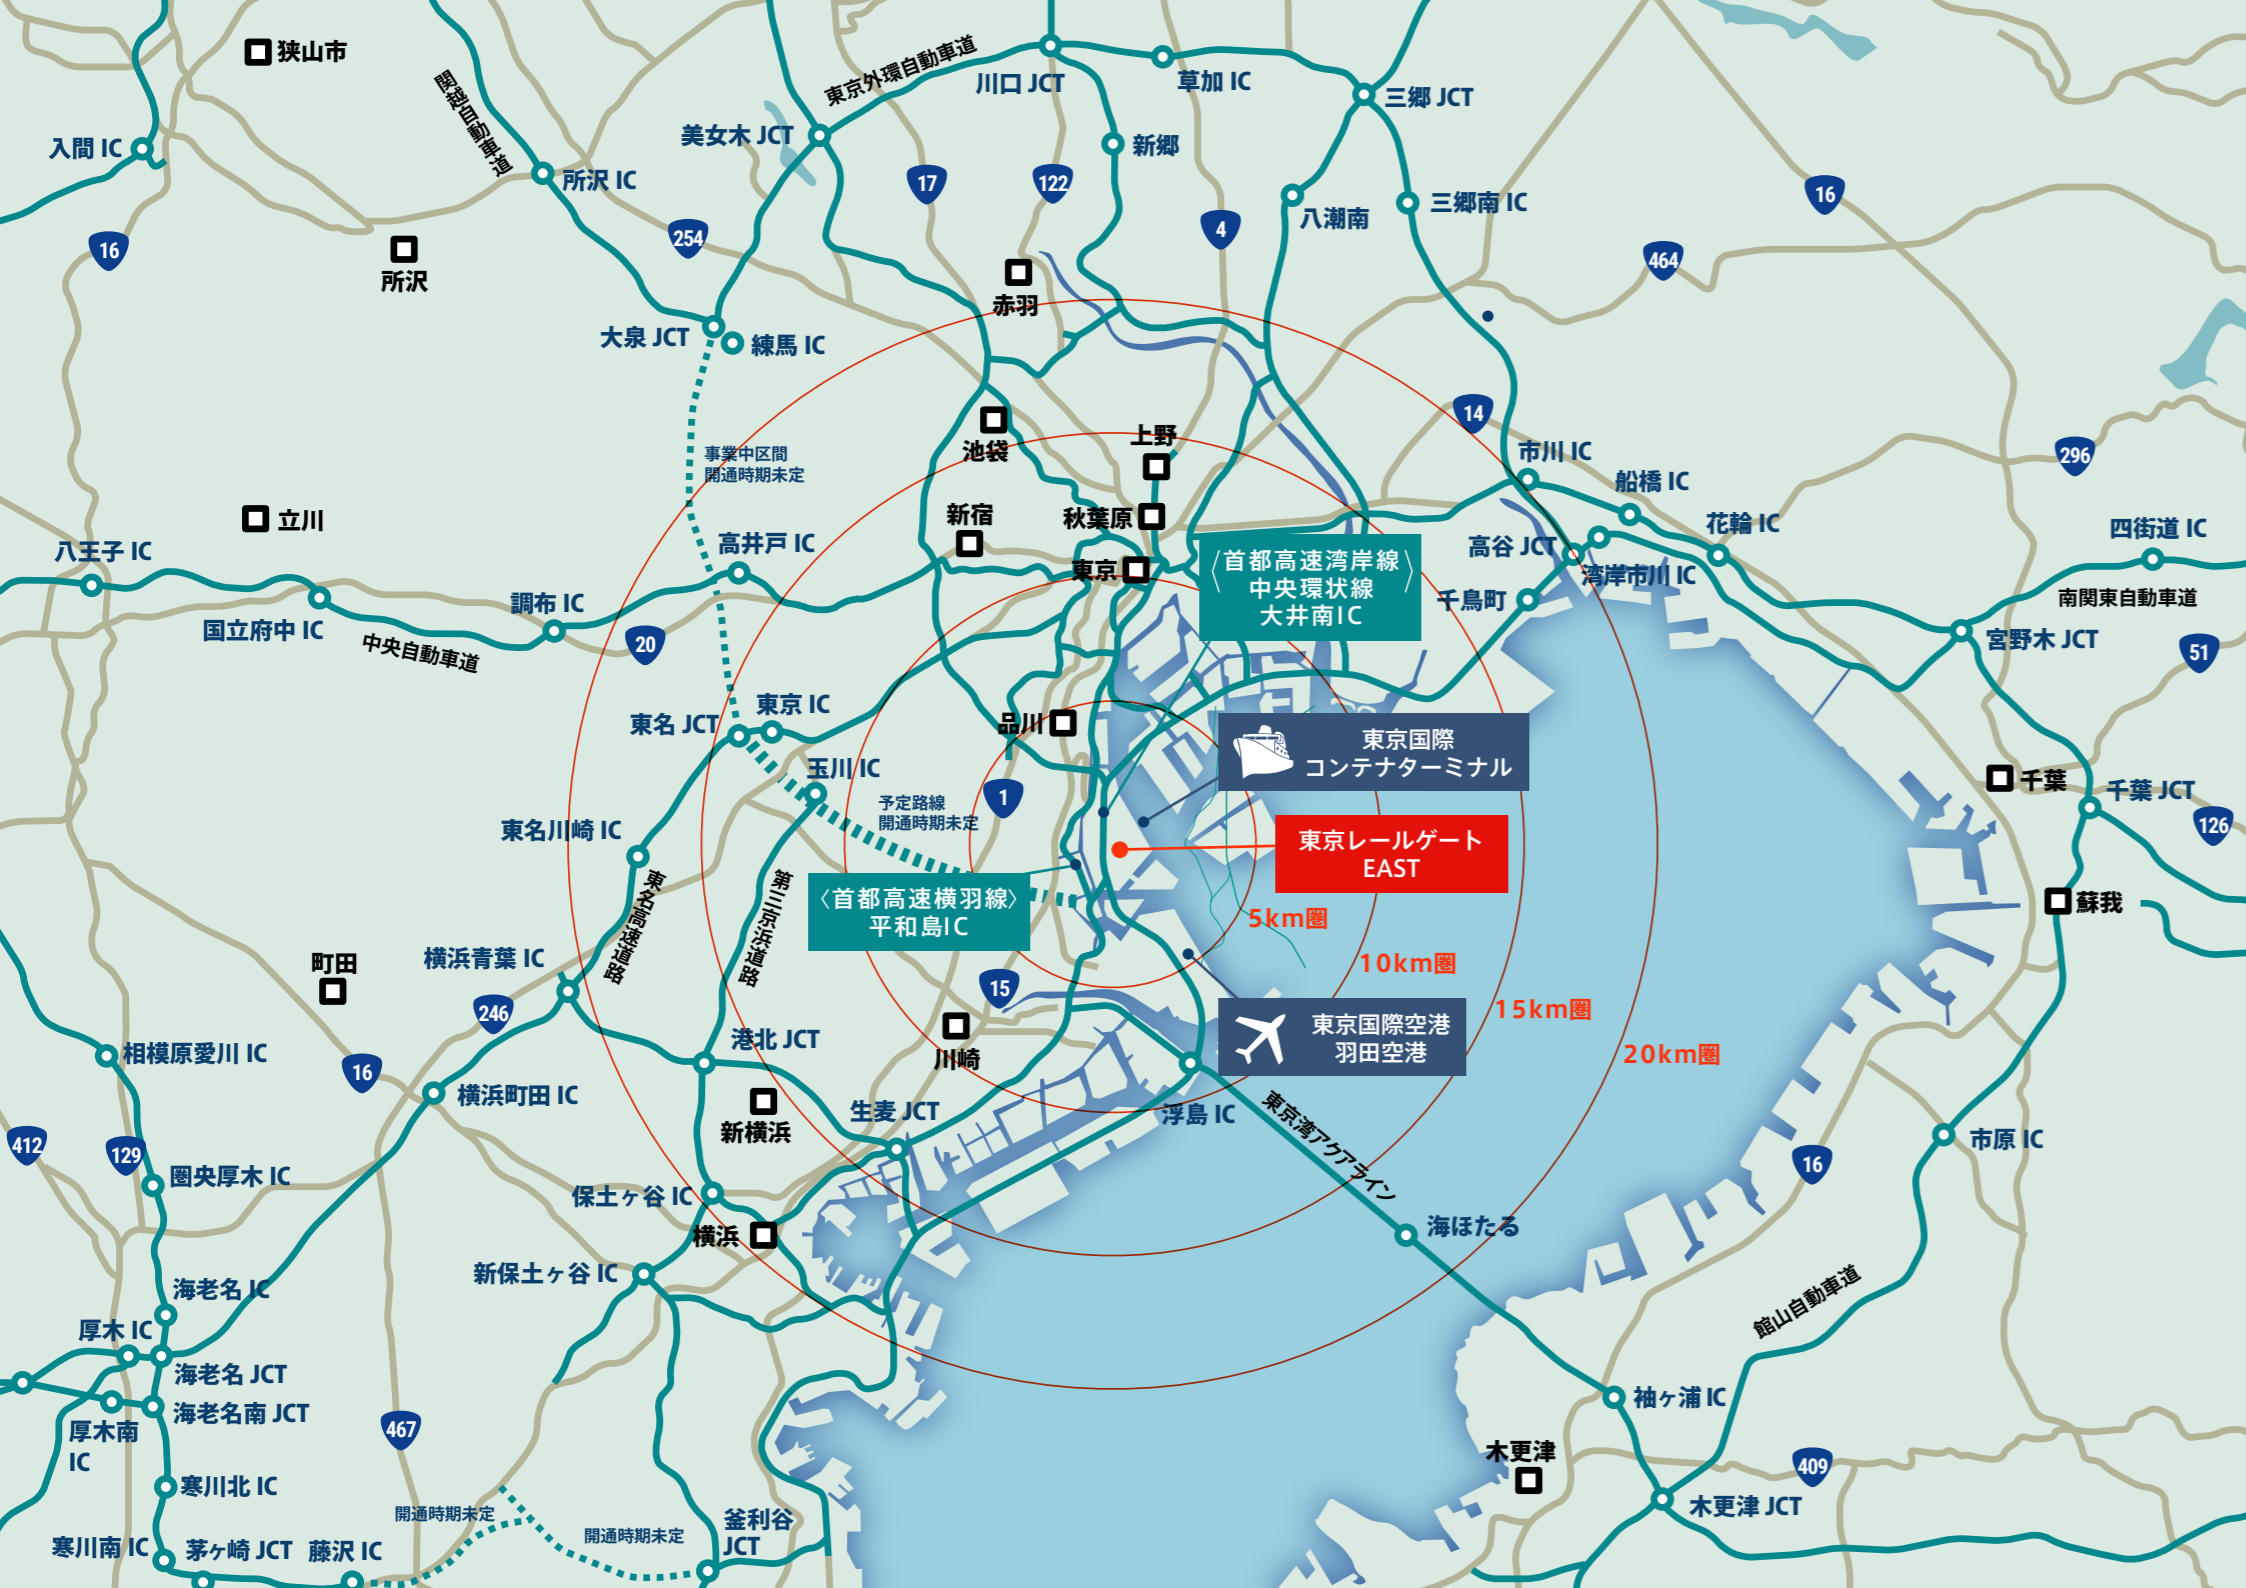 狭山市
関越自動車道
東京外環自動車道
川口 JCT
草加 IC
三郷 JCT
入間 IC
美女木 JCT
新郷
所沢 IC
17
122
4
八潮南
三郷南 IC
16
16
254
464
所沢
赤羽
大泉 JCT
練馬 IC
14
池袋
上野
市川 IC
296
事業中区間
開通時期未定
船橋 IC
立川
新宿
秋葉原
花輪 IC
四街道 IC
八王子 IC
高井戸 IC
高谷 JCT
東京
〈首都高速湾岸線〉
中央環状線
大井南IC
湾岸市川 IC
千鳥町
南関東自動車道
調布 IC
国立府中 IC
中央自動車道
20
宮野木 JCT
51
東京 IC
東名 JCT
品川
東京国際
コンテナターミナル
玉川 IC
1
千葉
千葉 JCT
予定路線
開通時期未定
東名川崎 IC
東京レールゲート
EAST
126
東名高速道路
第三京浜道路
〈首都高速横羽線〉
平和島IC
5km圏
蘇我
横浜青葉 IC
町田
10km圏
15
246
15km圏
東京国際空港
羽田空港
川崎
港北 JCT
20km圏
相模原愛川 IC
16
横浜町田 IC
新横浜
生麦 JCT
浮島 IC
東京湾アクアライン
市原 IC
412
129
圏央厚木 IC
16
保土ヶ谷 IC
横浜
海ほたる
新保土ヶ谷 IC
海老名 IC
館山自動車道
厚木 IC
海老名 JCT
海老名南 JCT
袖ヶ浦 IC
厚木南
IC
467
木更津
409
寒川北 IC
木更津 JCT
開通時期未定
開通時期未定
釜利谷
JCT
寒川南 IC
茅ヶ崎 JCT
藤沢 IC